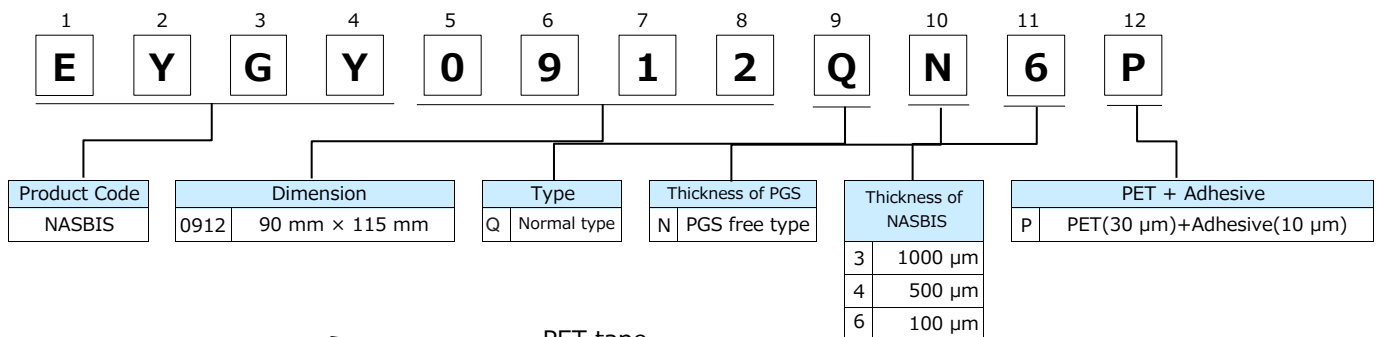 1 2 3 4 5 6 7 8 9 10 11 12
E Y G Y 0 9 1 2 Q N 6 P
Product Code
NASBIS
Dimension
0912 90 mm × 115 mm
Type
Q Normal type
Thickness of PGS
N PGS free type
Thickness of
NASBIS
3 1000 μm
4 500 μm
6 100 μm
PET + Adhesive
P PET(30 μm)+Adhesive(10 μm)
PET tape